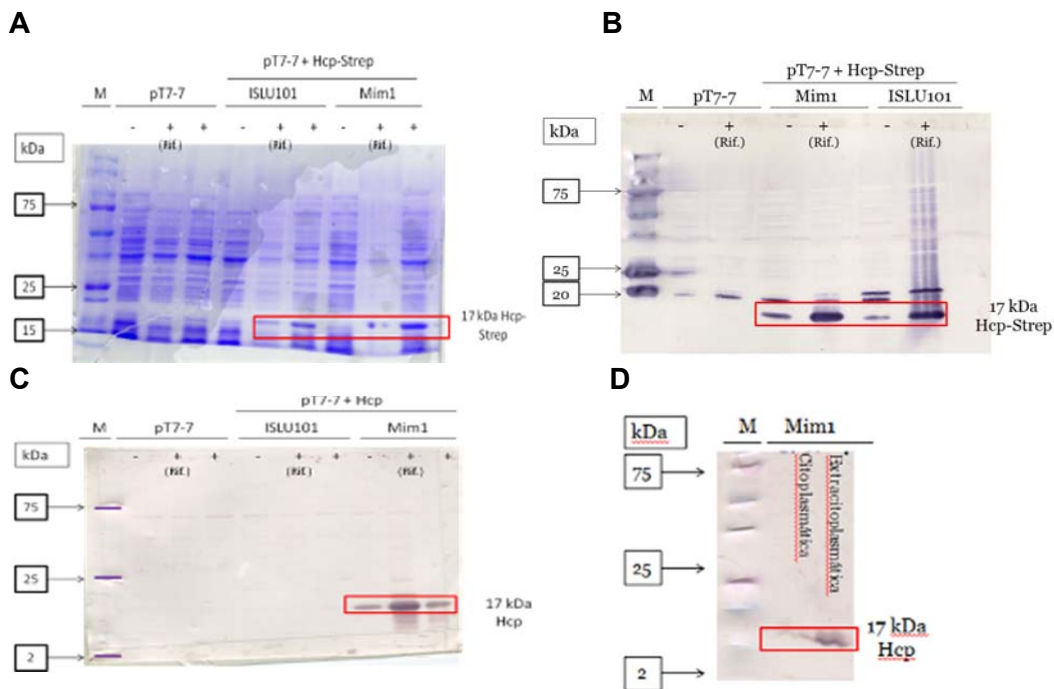 A
pT7-7 + Hcp-Strep
M pT7-7 ISLU101 Mim1
- + + - + + - + +
kDa (Rif.) (Rif.) (Rif.)
75
25
15
17 kDa Hcp-
Strep
B
pT7-7 + Hcp-Strep
M pT7-7 Mim1 ISLU101
- + - + - +
kDa (Rif.) (Rif.) (Rif.)
75
25
20
17 kDa
Hcp-Strep
C
pT7-7 + Hcp
M pT7-7 ISLU101 Mim1
- + + - + + - + +
kDa (Rif.) (Rif.) (Rif.)
75
25
2
17 kDa
Hcp
D
kDa M Mim1
Citoplasmática
Extracitoplasmática
75
25
2
17 kDa
Hcp